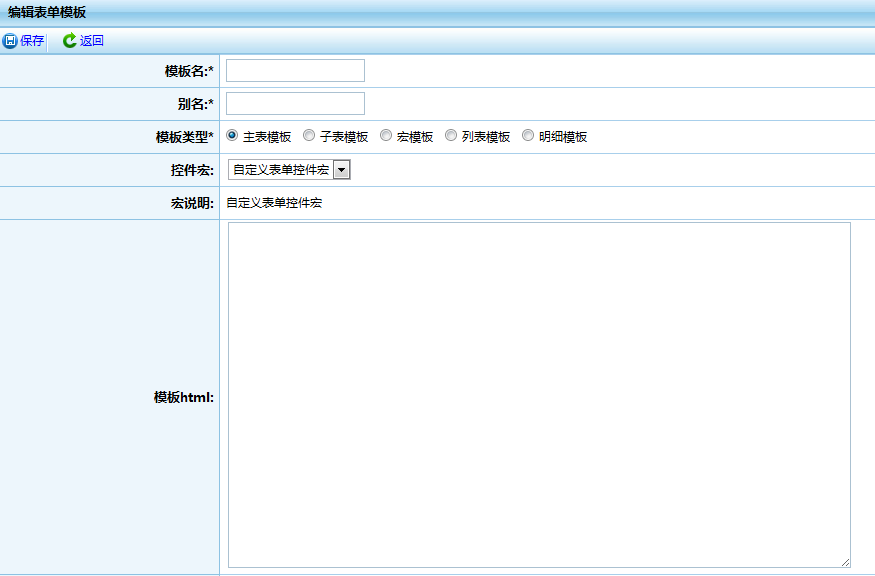 编辑表单模板
保存 返回
模板名:*
别名:*
模板类型* 主表模板 子表模板 宏模板 列表模板 明细模板
控件宏: 自定义表单控件宏
宏说明: 自定义表单控件宏
模板html: